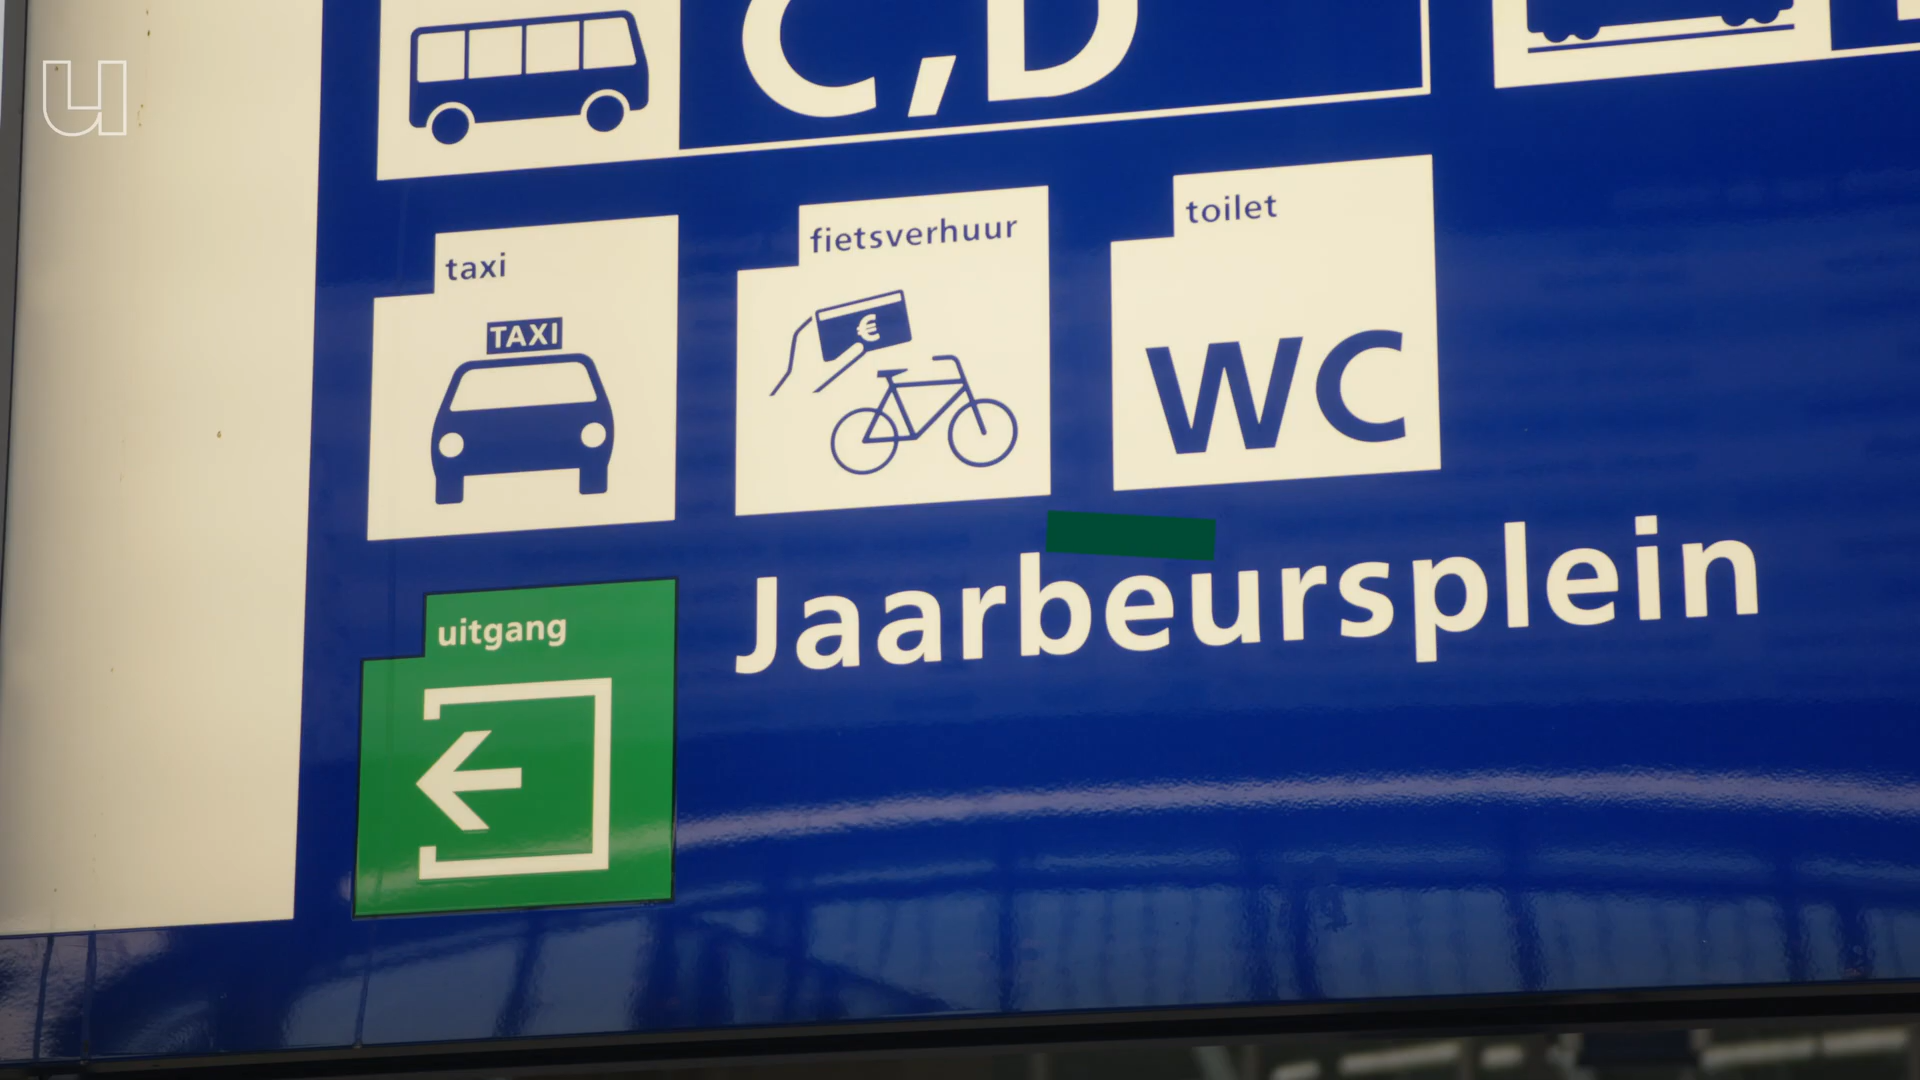 C,D
taxi
TAXI
fietsverhuur
€
toilet
WC
uitgang
Jaarbeursplein
u